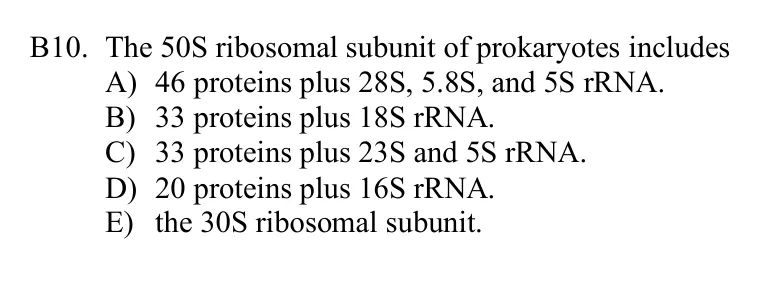 B10. The 50S ribosomal subunit of prokaryotes includes
A) 46 proteins plus 28S, 5.8S, and 5S rRNA.
B) 33 proteins plus 18S rRNA.
C) 33 proteins plus 23S and 5S rRNA.
D) 20 proteins plus 16S rRNA.
E) the 30S ribosomal subunit.